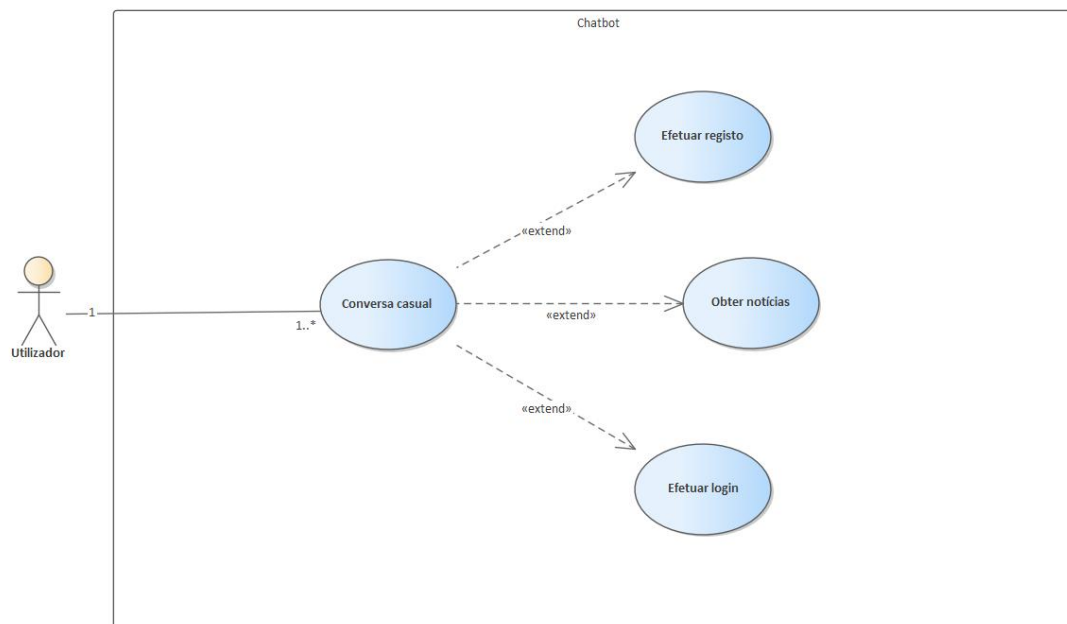 Chatbot
Efetuar registo
«extend»
Conversa casual
Obter notícias
«extend»
1
1..*
Utilizador
«extend»
Efetuar login